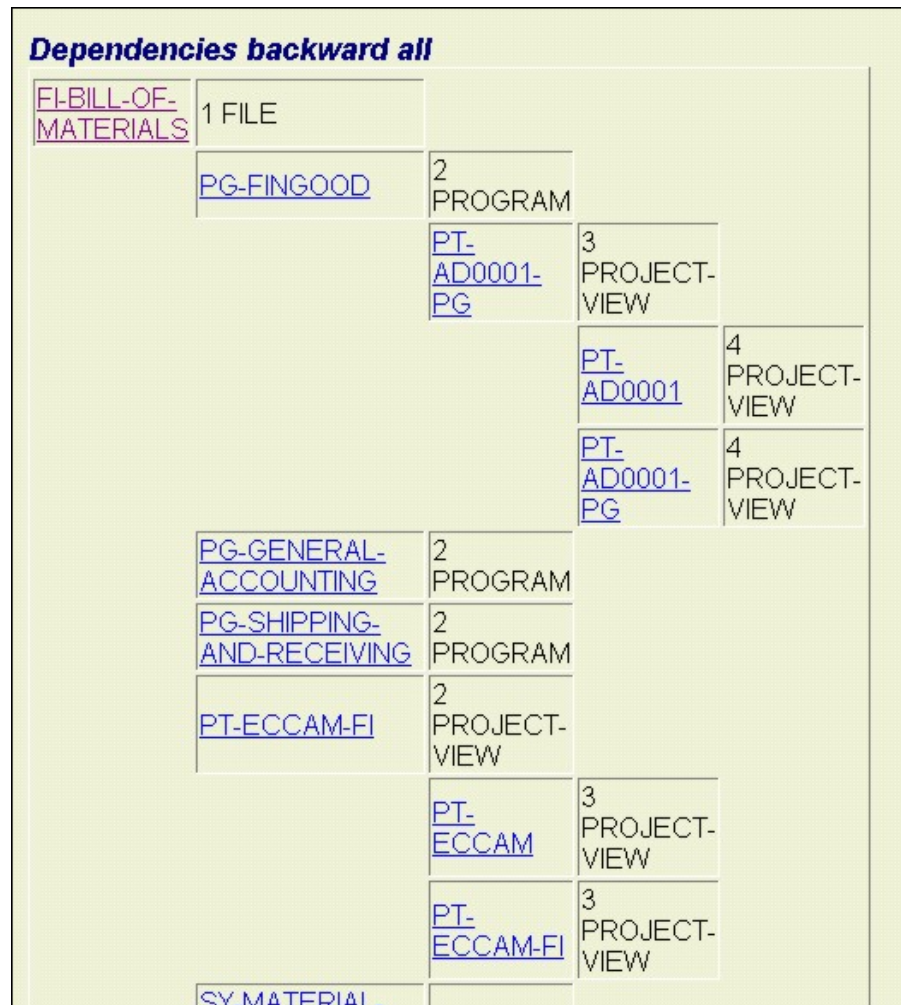 Dependencies backward all
FI-BILL-OF-
MATERIALS
1 FILE
PG-FINGOOD
2
PROGRAM
PT-
AD0001-
PG
3
PROJECT-
VIEW
PT-
AD0001
4
PROJECT-
VIEW
PT-
AD0001-
PG
4
PROJECT-
VIEW
PG-GENERAL-
ACCOUNTING
2
PROGRAM
PG-SHIPPING-
AND-RECEIVING
2
PROGRAM
PT-ECCAM-FI
2
PROJECT-
VIEW
PT-
ECCAM
3
PROJECT-
VIEW
PT-
ECCAM-FI
3
PROJECT-
VIEW
SY MATERIAL-